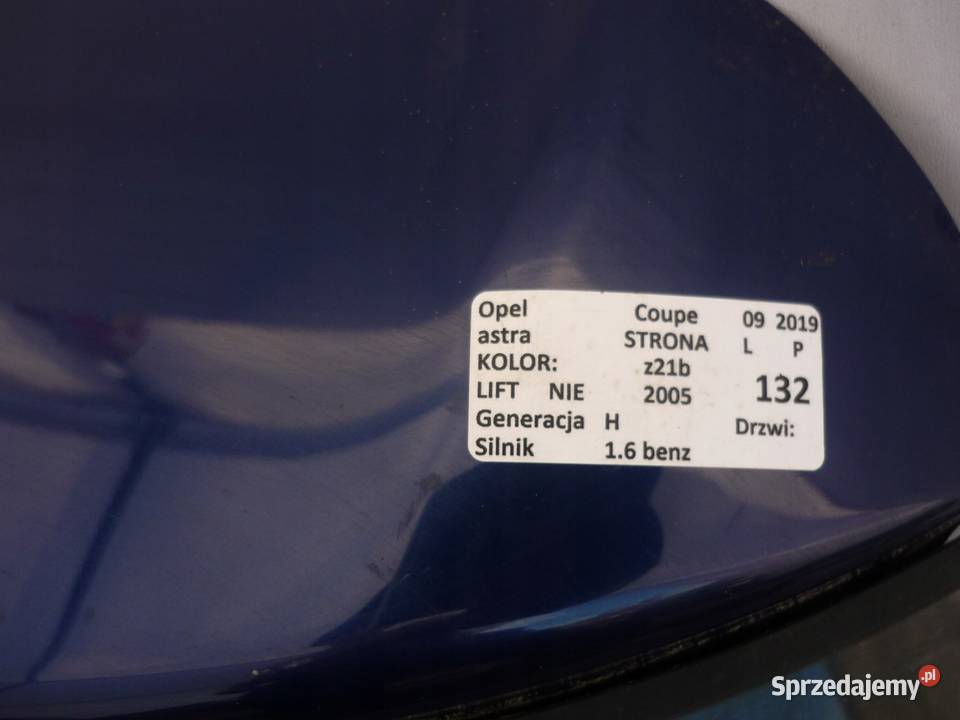 Opel Coupe 09 2019
astra STRONA L P
KOLOR: z21b
LIFT NIE 2005 132
Generacja H Drzwi:
Silnik 1.6 benz
Sprzedajemy.pl